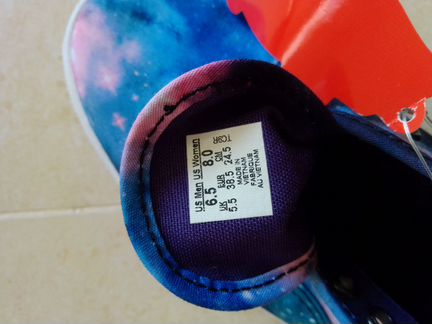 US Men US Women
6.5 8.0
UK EUR CM
5.5 38.5 24.5
MADE IN
VIETNAM
FABRIQUE
AU VIETNAM